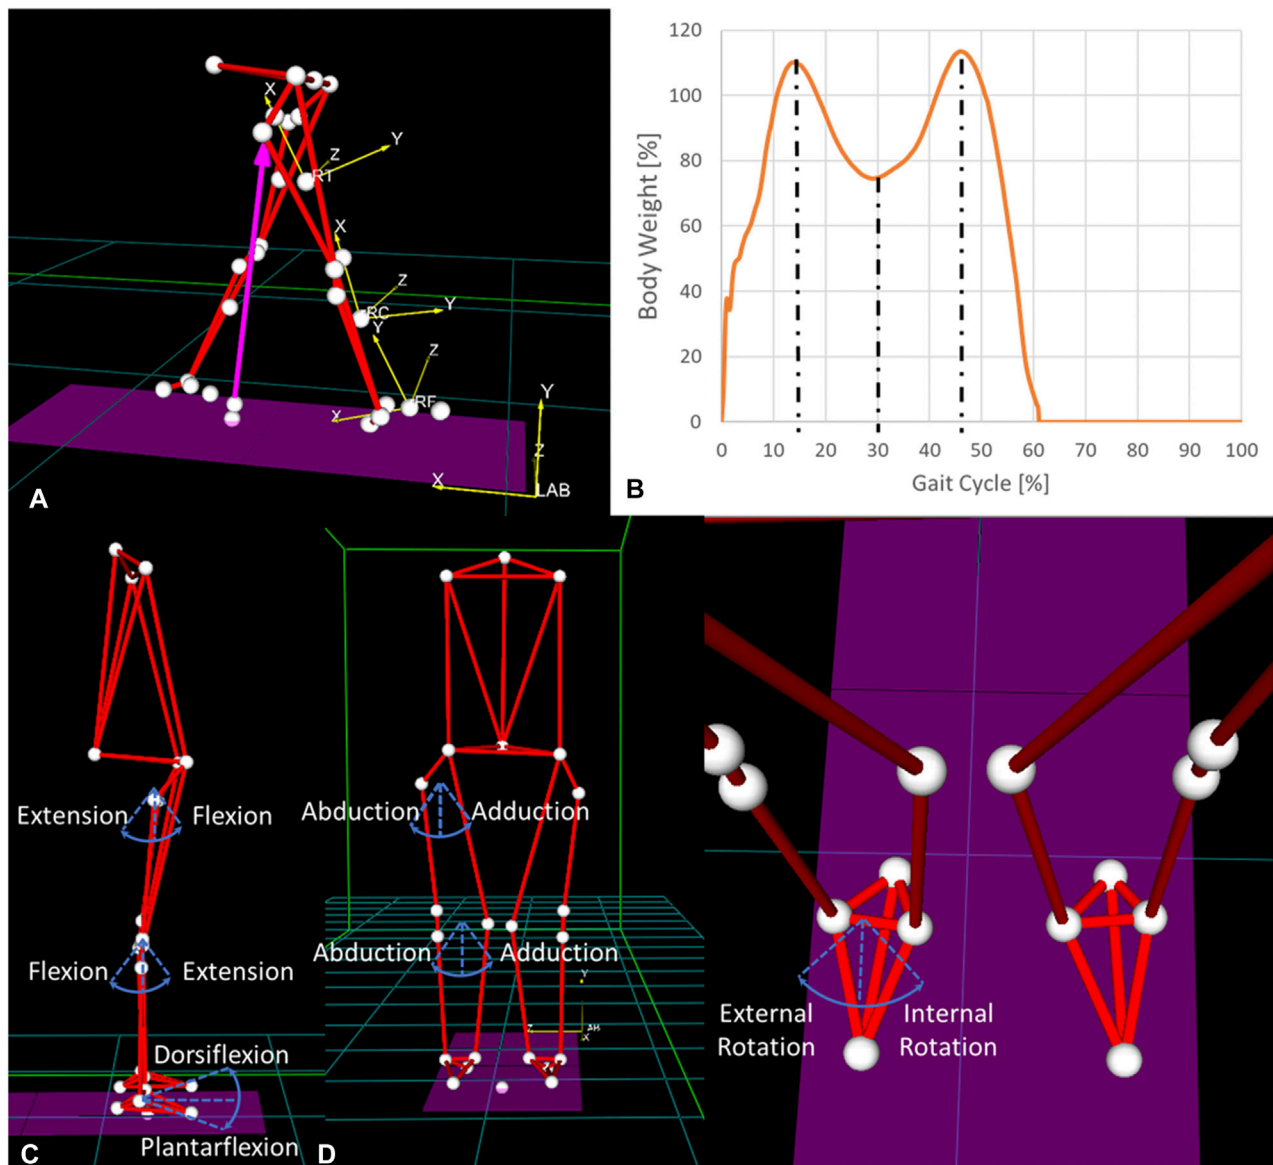 X
Y
Z
RT
X
Z
Y
RC
Y
Z
X
RF
Y
Z
X
LAB
A
120
100
80
60
40
20
0
Body Weight [%]
0 10 20 30 40 50 60 70 80 90 100
Gait Cycle [%]
B
Extension Flexion
Flexion Extension
Dorsiflexion
Plantarflexion
C
Abduction Adduction
Abduction Adduction
Y
Z
X
D
External
Rotation
Internal
Rotation